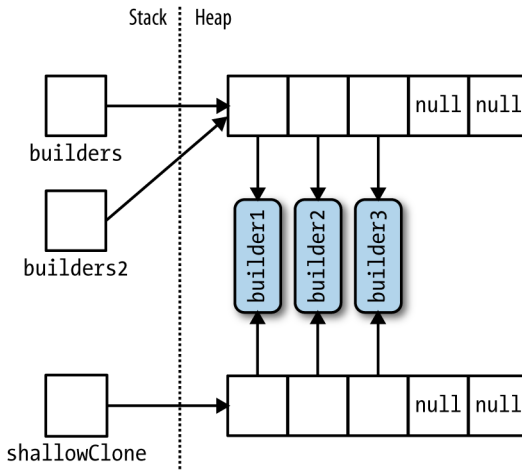 Stack Heap
null null
builders
builder1 builder2 builder3
builders2
null null
shallowClone